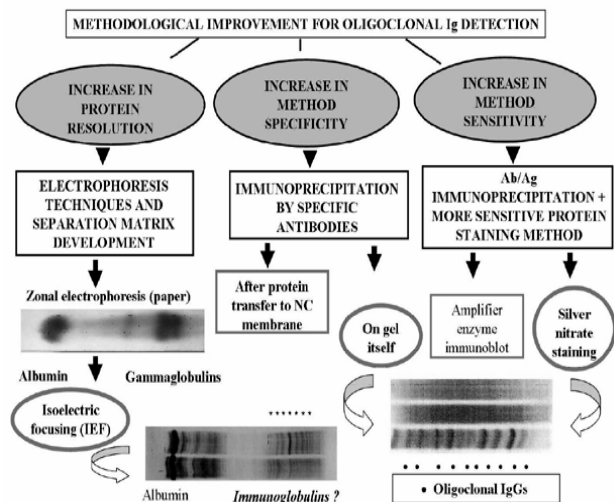 METHODOLOGICAL IMPROVEMENT FOR OLIGOCLONAL Ig DETECTION
INCREASE IN
PROTEIN
RESOLUTION
INCREASE IN
METHOD
SPECIFICITY
INCREASE IN
METHOD
SENSITIVITY
ELECTROPHORESIS
TECHNIQUES AND
SEPARATION MATRIX
DEVELOPMENT
IMMUNOPRECIPITATION
BY SPECIFIC
ANTIBODIES
Ab/Ag
IMMUNOPRECIPITATION +
MORE SENSITIVE PROTEIN
STAINING METHOD
Zonal electrophoresis (paper)
After protein
transfer to NC
membrane
On gel
itself
Amplifier
enzyme
immunoblot
Silver
nitrate
staining
Albumin Gammaglobulins
Isoelectric
focusing (IEF)
*******
Albumin Immunoglobulins ?
• Oligoclonal IgGs